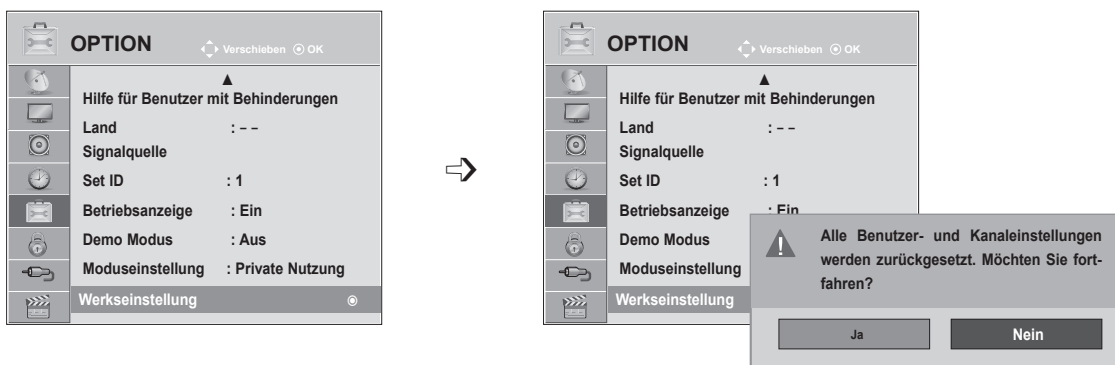 OPTION
Verschieben OK
Hilfe für Benutzer mit Behinderungen
Land : – –
Signalquelle
Set ID : 1
Betriebsanzeige : Ein
Demo Modus : Aus
Moduseinstellung : Private Nutzung
Werkseinstellung
OPTION
Verschieben OK
Hilfe für Benutzer mit Behinderungen
Land : – –
Signalquelle
Set ID : 1
Betriebsanzeige : Ein
Demo Modus
Moduseinstellung
Werkseinstellung
Alle Benutzer- und Kanaleinstellungen
werden zurückgesetzt. Möchten Sie fort-
fahren?
Ja Nein